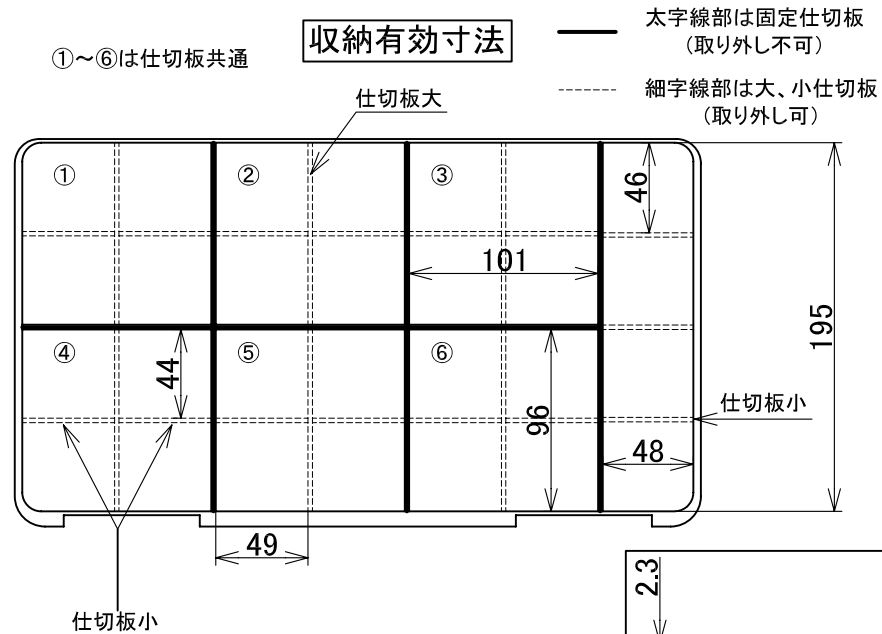 収納有効寸法
太字線部は固定仕切板
(取り外し不可)
①～⑥は仕切板共通
細字線部は大、小仕切板
(取り外し可)
仕切板大
①
②
③
46
101
195
④
⑤
⑥
44
96
仕切板小
48
49
2.3
仕切板小